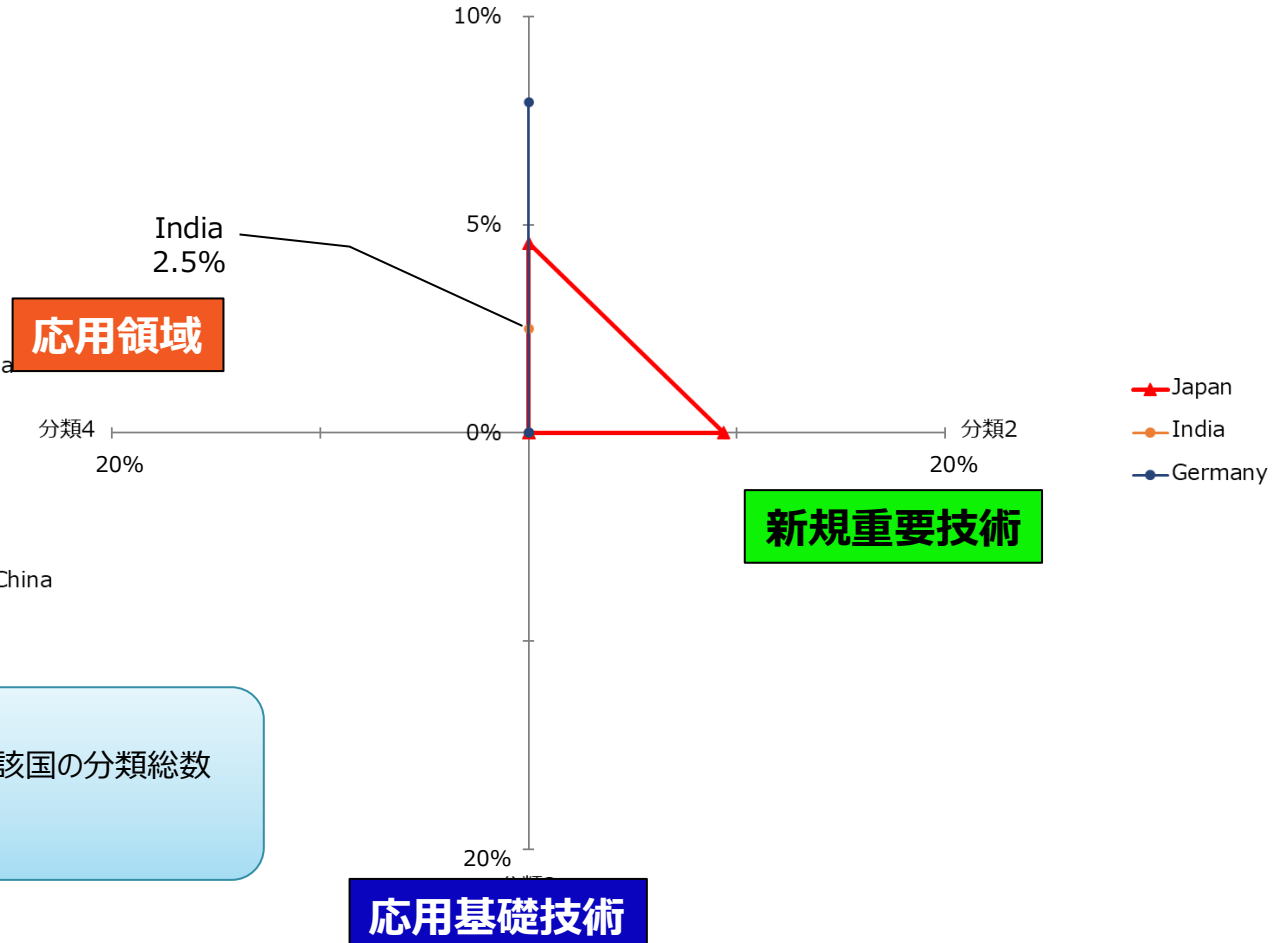 10%
India
2.5%
5%
応用領域
a
分類4
0%
分類2
20%
20%
Japan
India
Germany
新規重要技術
China
該国の分類総数
20%
応用基礎技術